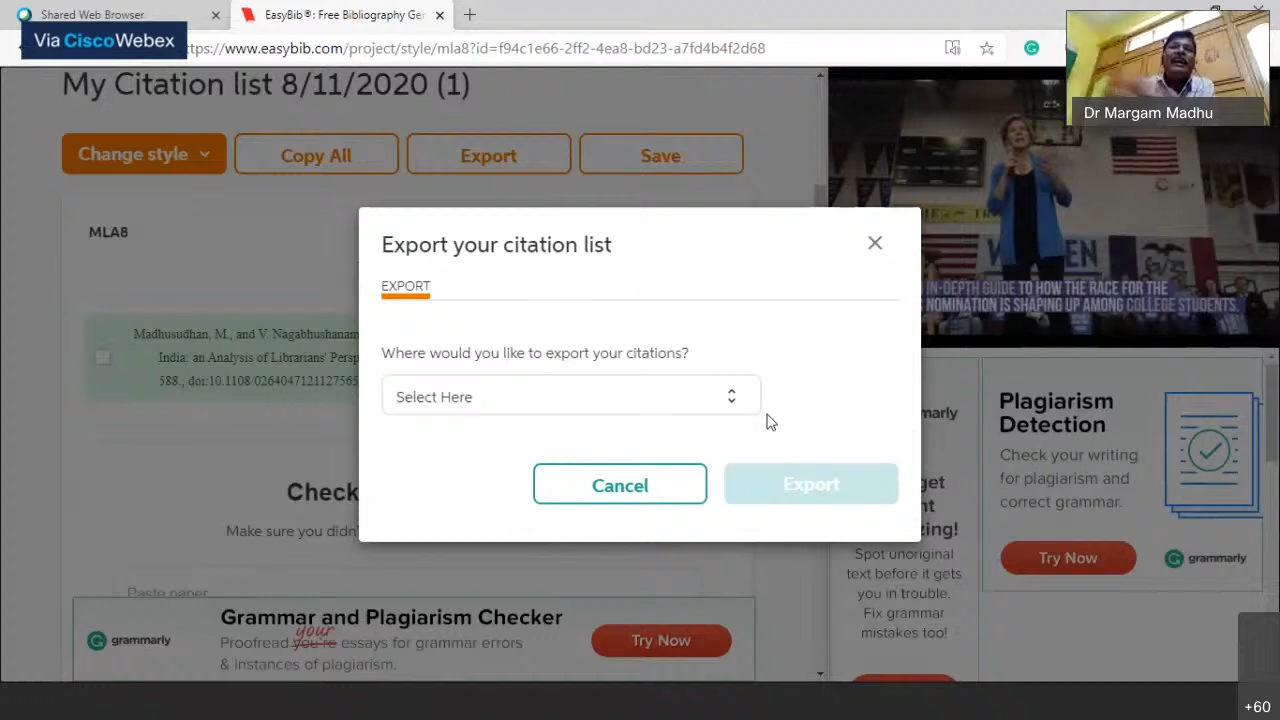 Shared Web Browser
EasyBib®: Free Bibliography Ger
Via CiscoWebex
https://www.easybib.com/project/style/mla8?id=f94c1e66-2ff2-4ea8-bd23-a7fd4b4f2d68
Dr Margam Madhu
My Citation list 8/11/2020 (1)
Change style
Copy All
Export
Save
MLA8
Madhusudhan, M., and V. Nagabhushanam
India: an Analysis of Librarians' Persp
588., doi:10.1108/0264047121127565
Export your citation list
EXPORT
Where would you like to export your citations?
Select Here
Cancel
Export
Check
Make sure you didn'
Paste paper
IN-DEPTH GUIDE TO HOW THE RACE FOR THE
NOMINATION IS SHAPING UP AMONG COLLEGE STUDENTS.
grammarly
Grammar and Plagiarism Checker
your
Proofread you're essays for grammar errors
& instances of plagiarism.
Try Now
Spot unoriginal
text before it gets
you in trouble.
Fix grammar
mistakes too!
Plagiarism
Detection
Check your writing
for plagiarism and
correct grammar.
Try Now
grammarly
+60